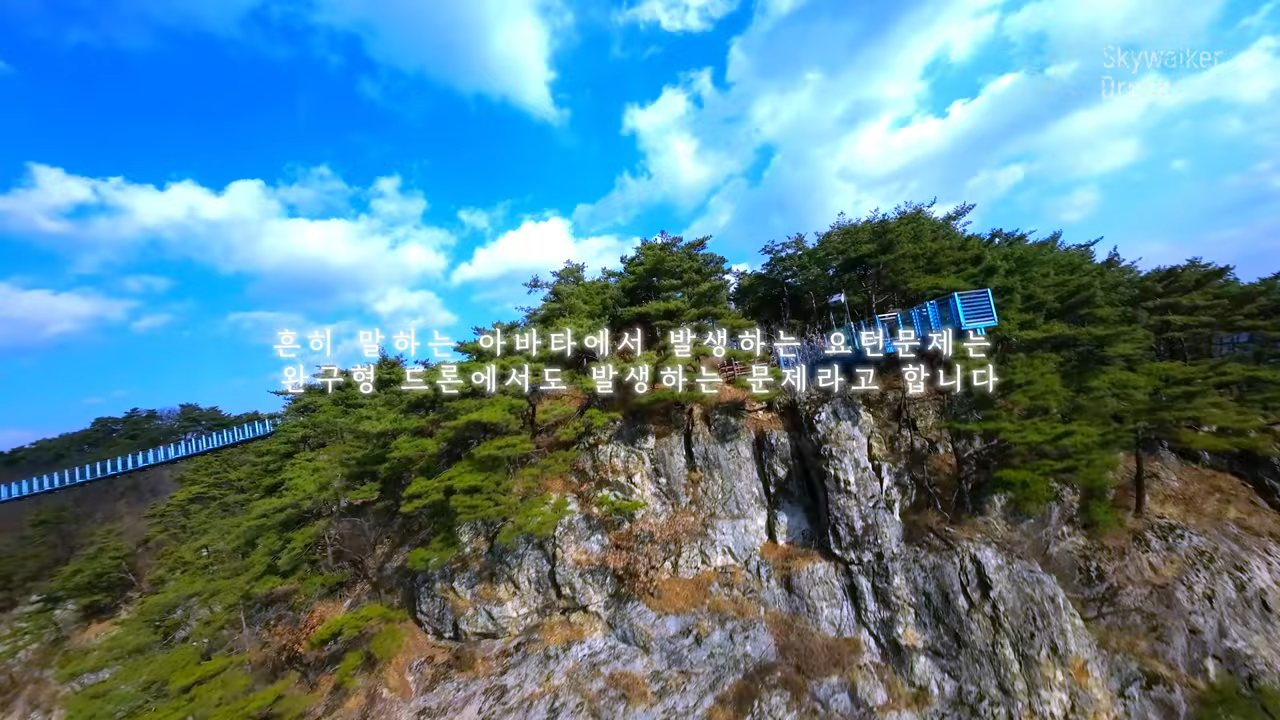 Skywalker
흔히 말하는 아바타에서 발생하는 요턴문제는
완구형 드론에서도 발생하는 문제라고 합니다